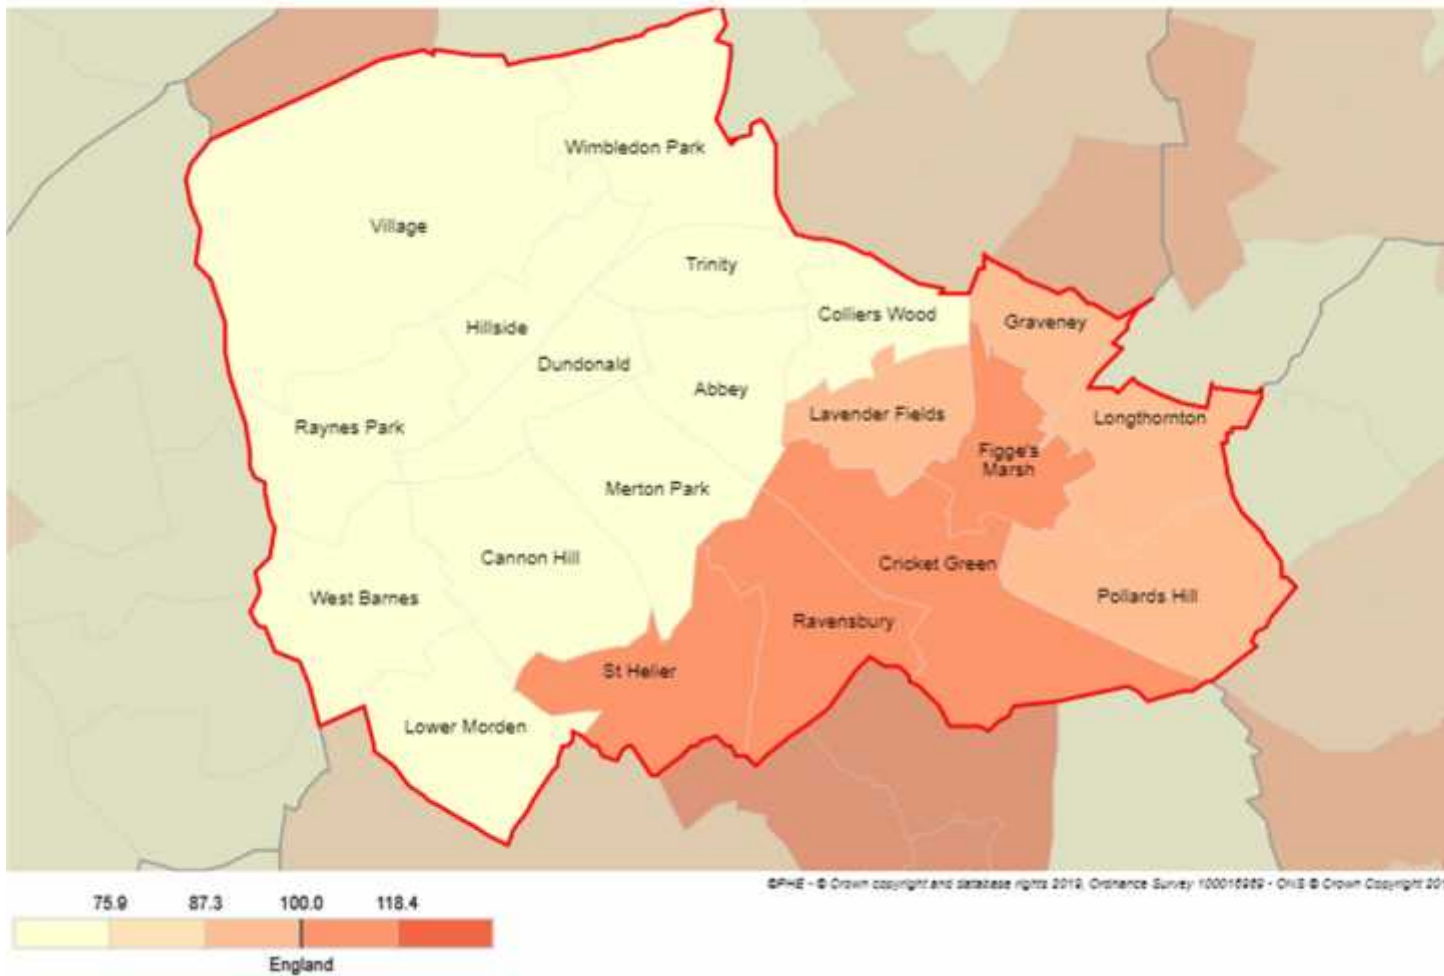 Wimbledon Park
Village
Trinity
Colliers Wood
Graveney
Hillside
Dundonald
Abbey
Lavender Fields
Longthornton
Raynes Park
Figge's
Marsh
Merton Park
Cannon Hill
Cricket Green
West Barnes
Pollards Hill
Ravensbury
St Helier
Lower Morden
©PHE - © Crown copyright and database rights 2019, Ordnance Survey 100016969 - ONS © Crown Copyright 201
75.9 87.3 100.0 118.4
England